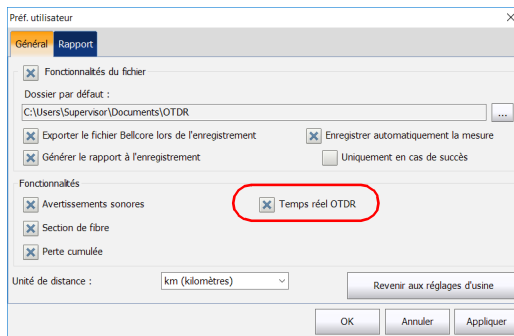 Préf. utilisateur
Général Rapport
Fonctionnalités du fichier
Dossier par défaut :
C:\Users\Supervisor\Documents\OTDR ...
Exporter le fichier Bellcore lors de l'enregistrement Enregistrer automatiquement la mesure
Générer le rapport à l'enregistrement Uniquement en cas de succès
Fonctionnalités
Avertissements sonores Temps réel OTDR
Section de fibre
Perte cumulée
Unité de distance : km (kilomètres) Revenir aux réglages d'usine
OK Annuler Appliquer